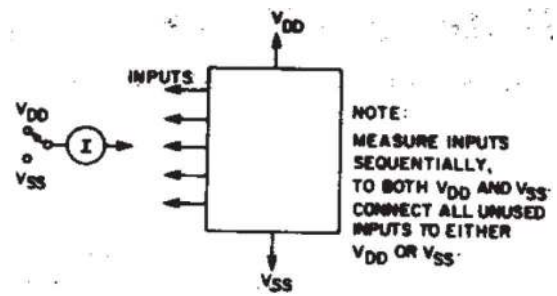 VDD
INPUTS
VDD
I
VSS
NOTE:
MEASURE INPUTS
SEQUENTIALLY,
TO BOTH VDD AND VSS.
CONNECT ALL UNUSED
INPUTS TO EITHER
VDD OR VSS.
VSS